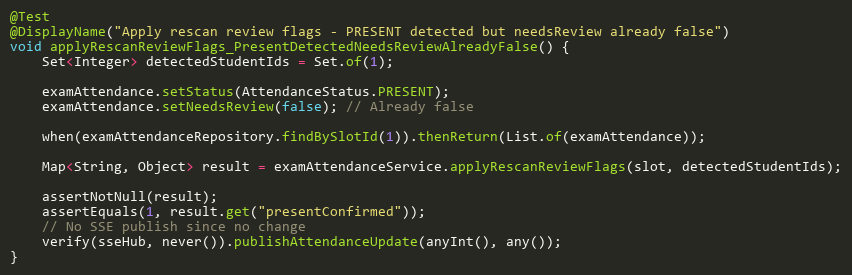 @Test
@DisplayName("Apply rescan review flags - PRESENT detected but needsReview already false")
void applyRescanReviewFlags_PresentDetectedNeedsReviewAlreadyFalse() {
    Set<Integer> detectedStudentIds = Set.of(1);

    examAttendance.setStatus(AttendanceStatus.PRESENT);
    examAttendance.setNeedsReview(false); // Already false

    when(examAttendanceRepository.findBySlotId(1)).thenReturn(List.of(examAttendance));

    Map<String, Object> result = examAttendanceService.applyRescanReviewFlags(slot, detectedStudentIds);

    assertNotNull(result);
    assertEquals(1, result.get("presentConfirmed"));
    // No SSE publish since no change
    verify(sseHub, never()).publishAttendanceUpdate(anyInt(), any());
}